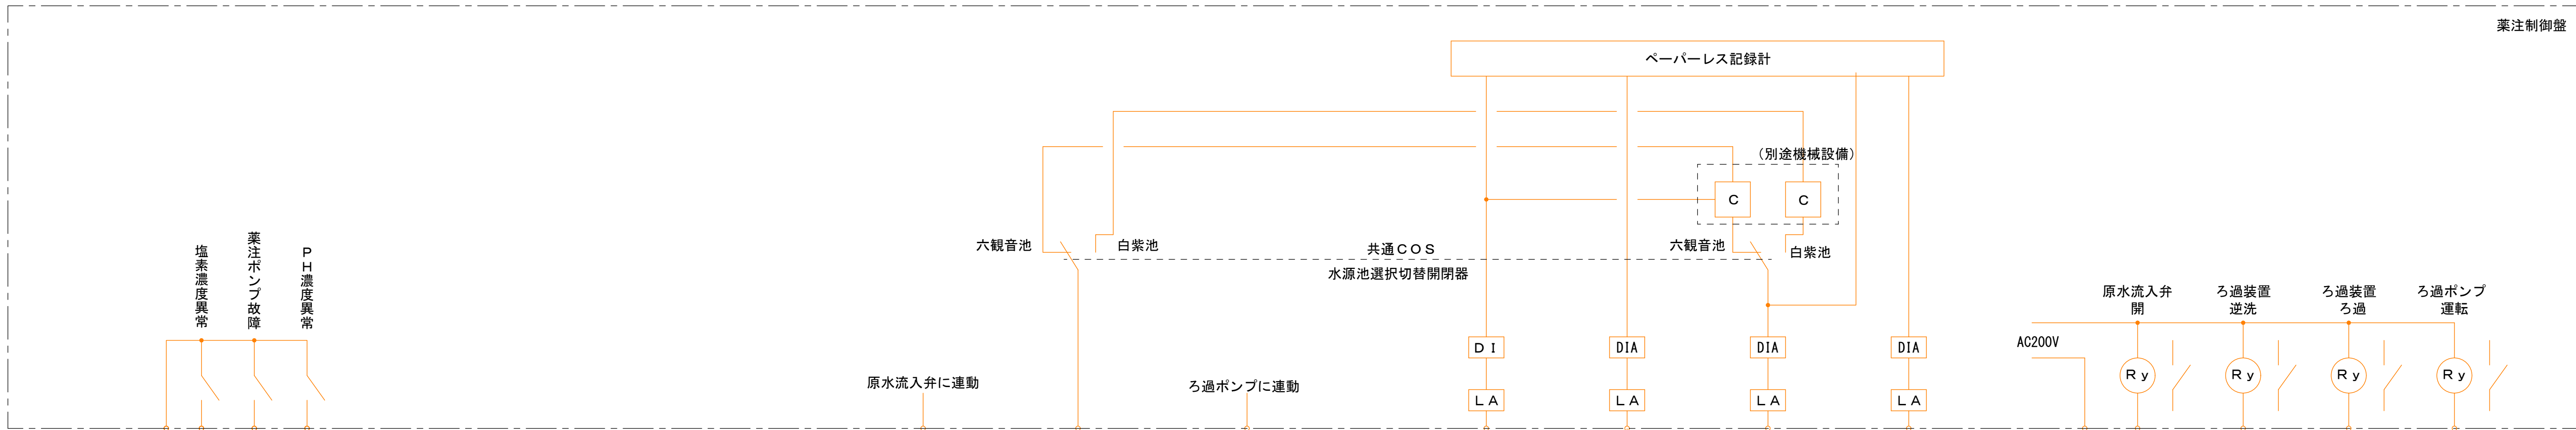 薬注制御盤
ペーパーレス記録計
（別途機械設備）
C
C
六観音池
白紫池
共通ＣＯＳ
水源池選択切替開閉器
六観音池
白紫池
塩素濃度異常
薬注ポンプ故障
ＰＨ濃度異常
原水流入弁に連動
ろ過ポンプに連動
ＤＩ
DIA
DIA
DIA
ＬＡ
ＬＡ
ＬＡ
ＬＡ
原水流入弁
開
ろ過装置
逆洗
ろ過装置
ろ過
ろ過ポンプ
運転
AC200V
Ｒｙ
Ｒｙ
Ｒｙ
Ｒｙ